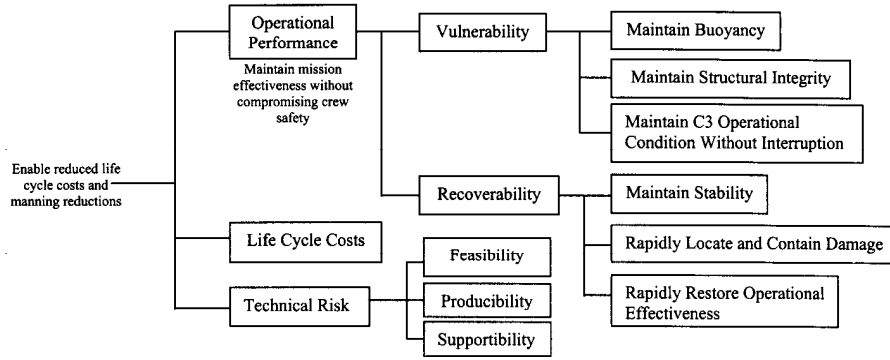 Operational
Performance
Maintain mission
effectiveness without
compromising crew
safety
Vulnerability
Maintain Buoyancy
Maintain Structural Integrity
Maintain C3 Operational
Condition Without Interruption
Enable reduced life
cycle costs and
manning reductions
Recoverability
Maintain Stability
Rapidly Locate and Contain Damage
Rapidly Restore Operational
Effectiveness
Life Cycle Costs
Technical Risk
Feasibility
Producibility
Supportibility